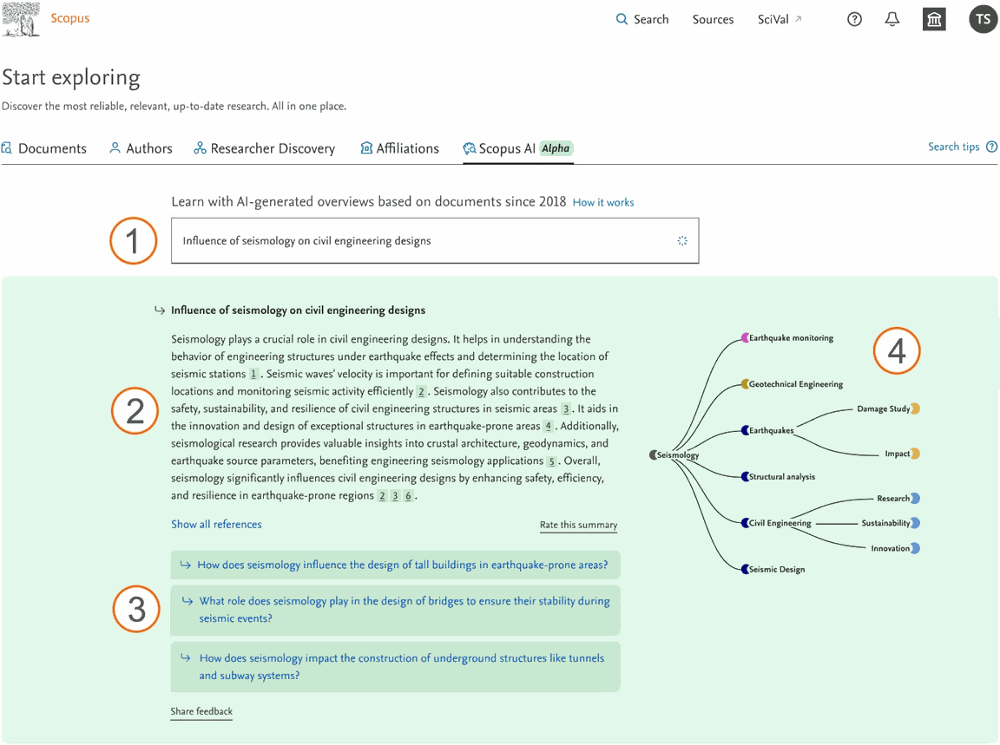 Scopus
Search
Sources
SciVal
TS
Start exploring
Discover the most reliable, relevant, up-to-date research. All in one place.
Documents
Authors
Researcher Discovery
Affiliations
Scopus AI Alpha
Search tips
Learn with AI-generated overviews based on documents since 2018 How it works
1
Influence of seismology on civil engineering designs
Influence of seismology on civil engineering designs
2
Seismology plays a crucial role in civil engineering designs. It helps in understanding the
behavior of engineering structures under earthquake effects and determining the location of
seismic stations 1 . Seismic waves' velocity is important for defining suitable construction
locations and monitoring seismic activity efficiently 2 . Seismology also contributes to the
safety, sustainability, and resilience of civil engineering structures in seismic areas 3 . It aids in
the innovation and design of exceptional structures in earthquake-prone areas 4 . Additionally,
seismological research provides valuable insights into crustal architecture, geodynamics, and
earthquake source parameters, benefiting engineering seismology applications 5 . Overall,
seismology significantly influences civil engineering designs by enhancing safety, efficiency,
and resilience in earthquake-prone regions 2 3 6 .
Show all references
Rate this summary
3
How does seismology influence the design of tall buildings in earthquake-prone areas?
What role does seismology play in the design of bridges to ensure their stability during
seismic events?
How does seismology impact the construction of underground structures like tunnels
and subway systems?
Share feedback
4
Seismology
Earthquake monitoring
Geotechnical Engineering
Earthquakes
Damage Study
Impact
Structural analysis
Civil Engineering
Research
Sustainability
Innovation
Seismic Design